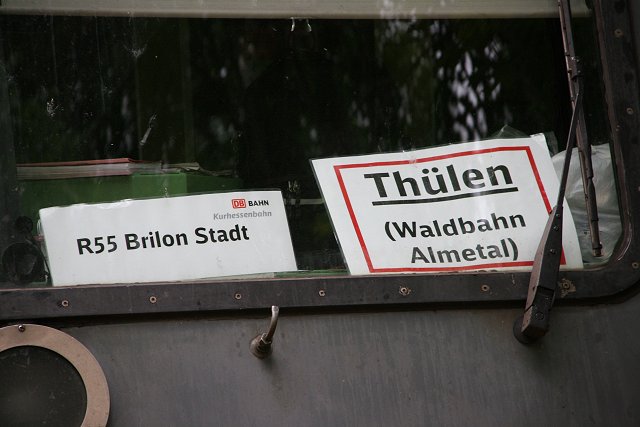 DB BAHN
Kurhessenbahn
R55 Brilon Stadt
Thülen
(Waldbahn
Almetal)